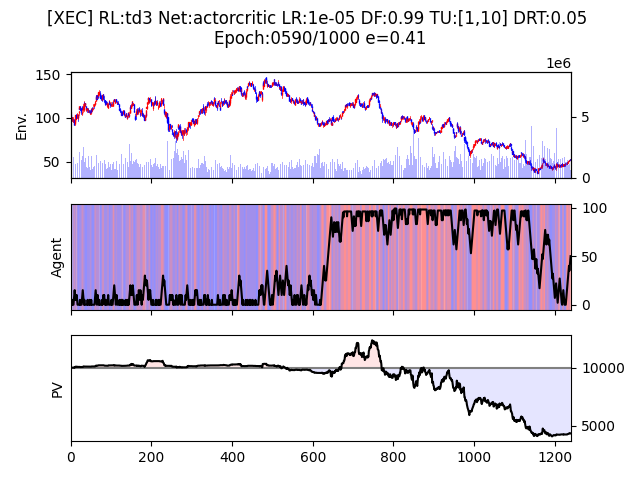 [XEC] RL:td3 Net:actorcritic LR:1e-05 DF:0.99 TU:[1,10] DRT:0.05
Epoch:0590/1000 e=0.41
1e6
150
100
50
Env.
5
0
Agent
100
50
0
PV
10000
5000
0
200
400
600
800
1000
1200